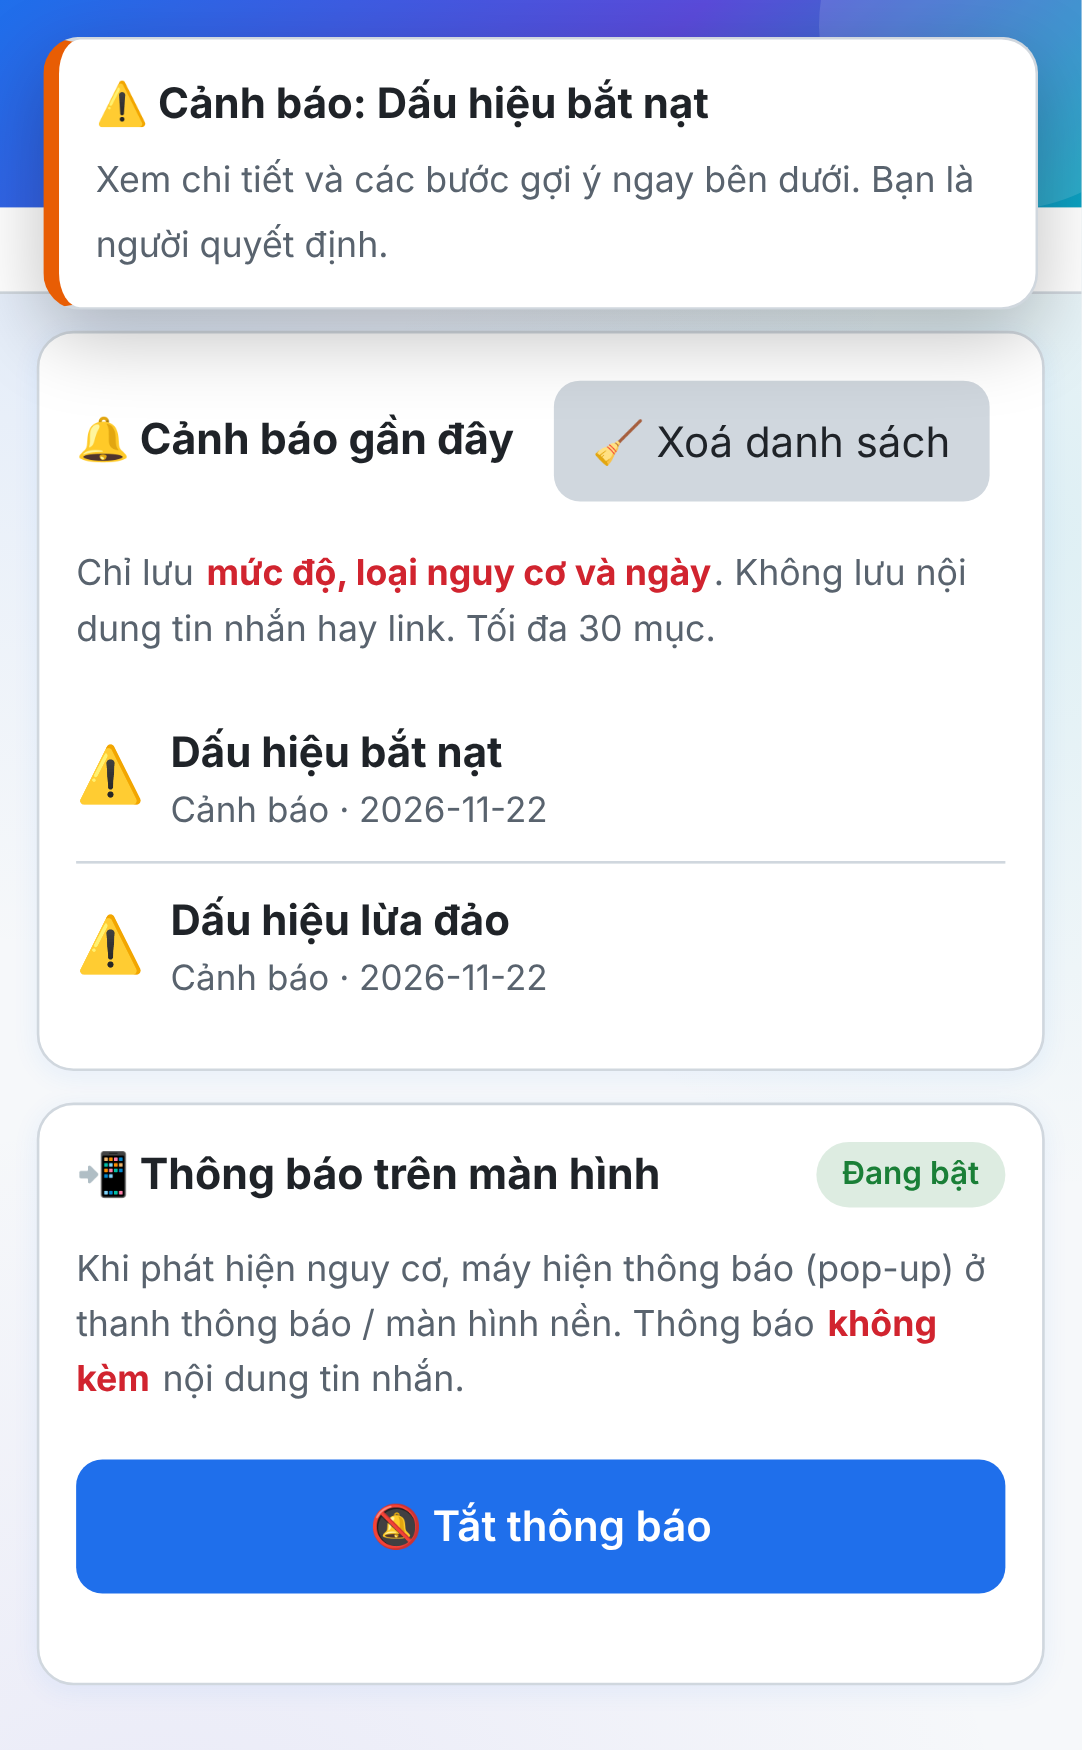 ⚠️ Cảnh báo: Dấu hiệu bắt nạt
Xem chi tiết và các bước gợi ý ngay bên dưới. Bạn là
người quyết định.
🔔 Cảnh báo gần đây
🧹 Xoá danh sách
Chỉ lưu mức độ, loại nguy cơ và ngày. Không lưu nội
dung tin nhắn hay link. Tối đa 30 mục.
⚠️ Dấu hiệu bắt nạt
Cảnh báo · 2026-11-22
⚠️ Dấu hiệu lừa đảo
Cảnh báo · 2026-11-22
📲 Thông báo trên màn hình
Đang bật
Khi phát hiện nguy cơ, máy hiện thông báo (pop-up) ở
thanh thông báo / màn hình nền. Thông báo không
kèm nội dung tin nhắn.
🔕 Tắt thông báo